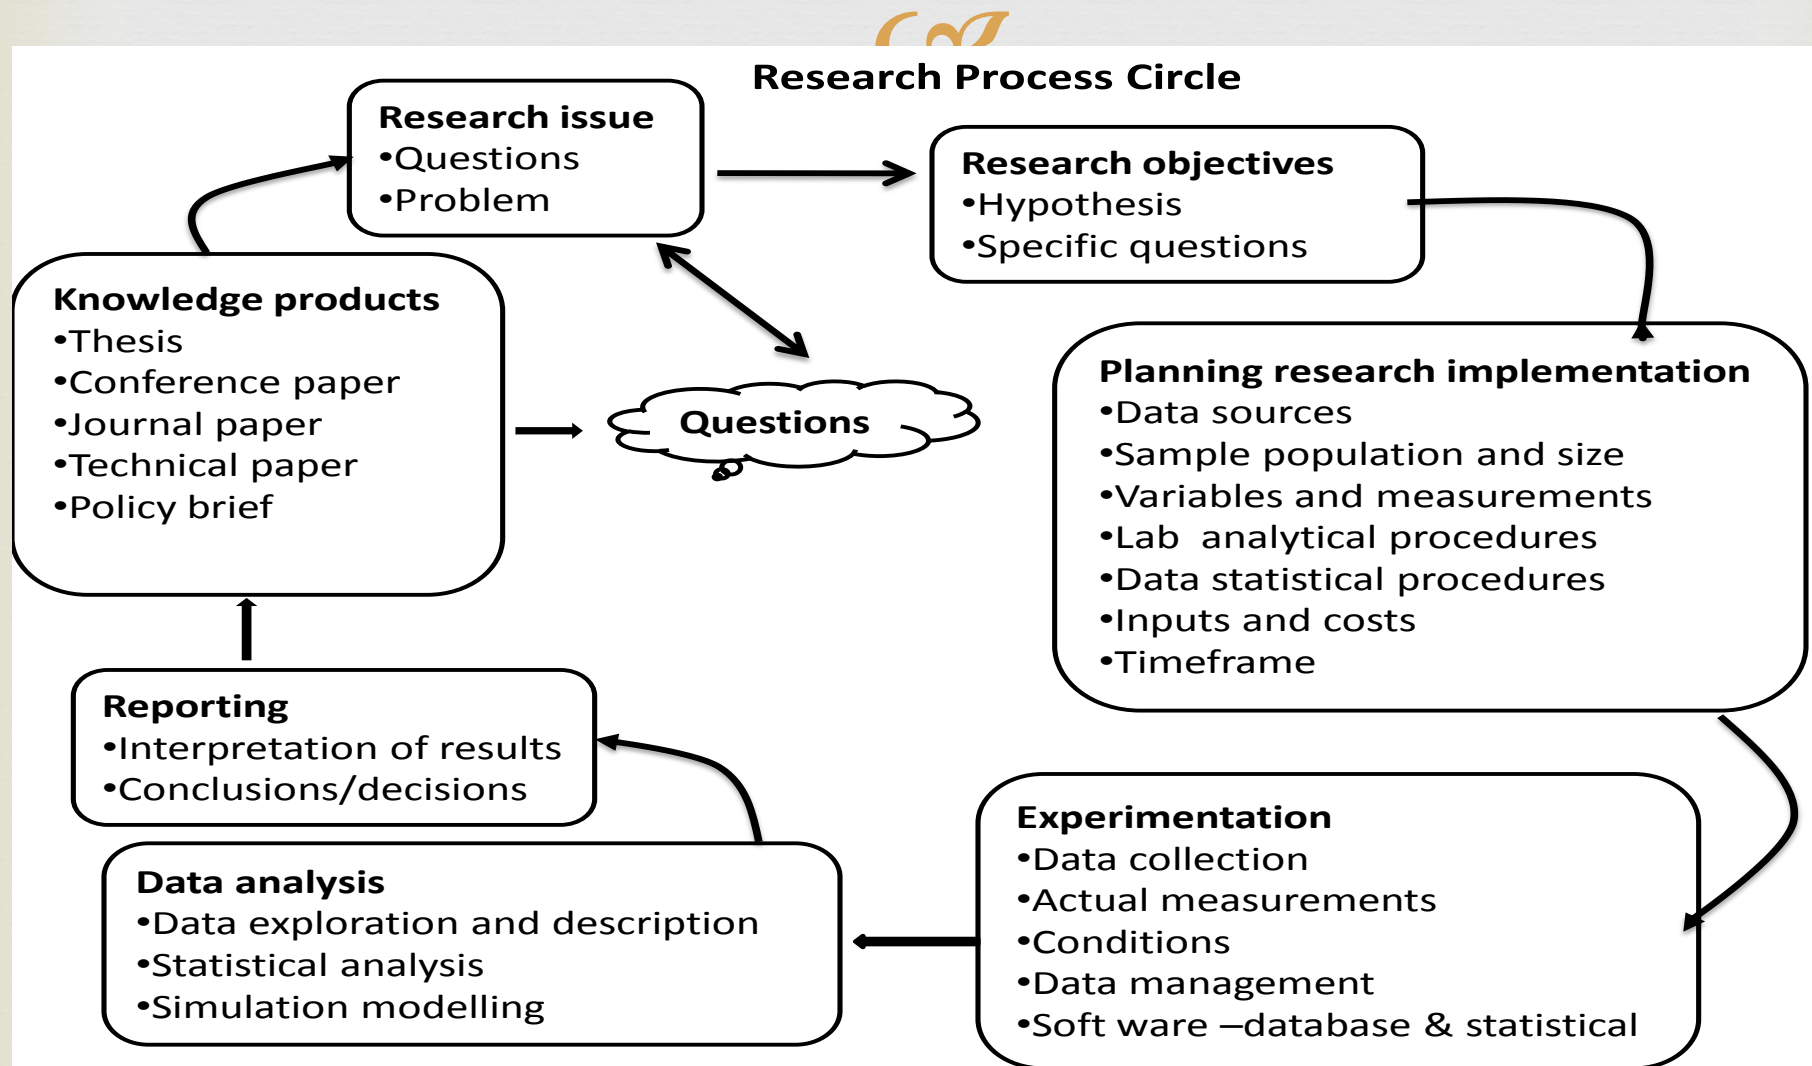 Research Process Circle
Research issue
•Questions
•Problem
Research objectives
•Hypothesis
•Specific questions
Planning research implementation
•Data sources
•Sample population and size
•Variables and measurements
•Lab  analytical procedures
•Data statistical procedures
•Inputs and costs
•Timeframe
Experimentation
•Data collection
•Actual measurements
•Conditions
•Data management
•Soft ware –database & statistical
Data analysis
•Data exploration and description
•Statistical analysis
•Simulation modelling
Reporting
•Interpretation of results
•Conclusions/decisions
Knowledge products
•Thesis
•Conference paper
•Journal paper
•Technical paper
•Policy brief
Questions